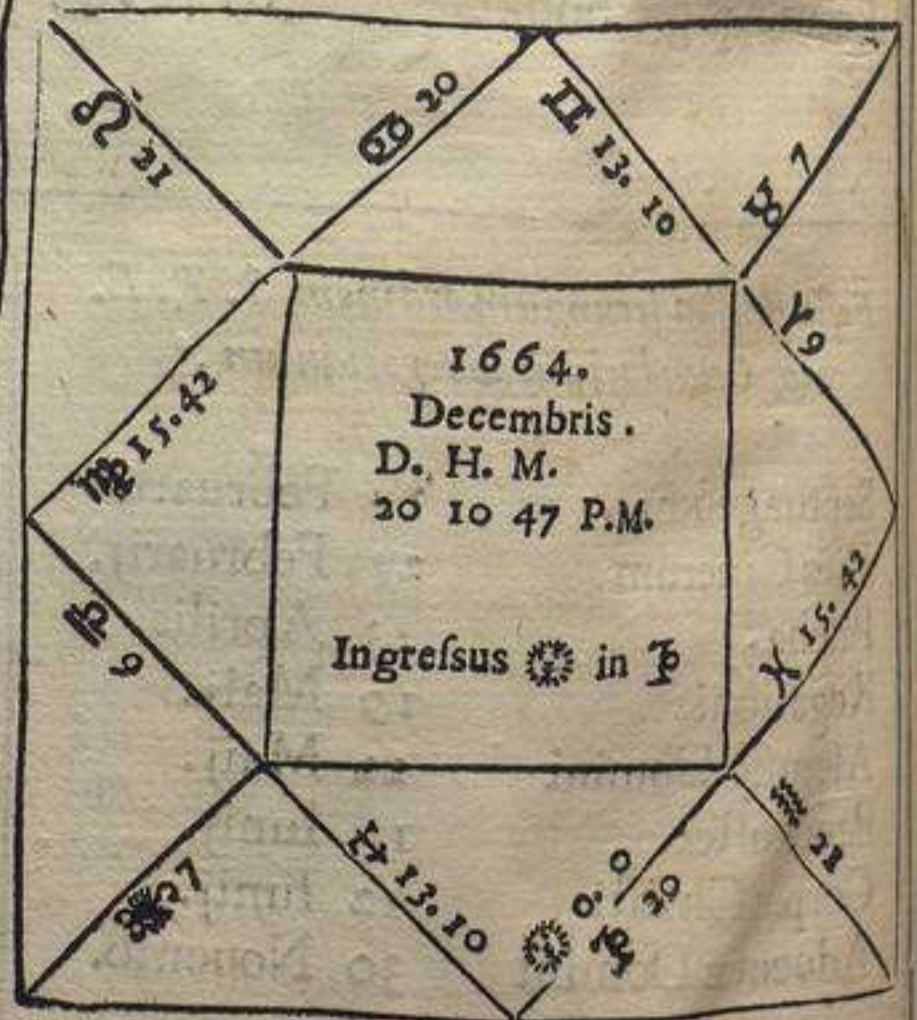 ♌ 21
♋ 20
♊ 13. 10
♉ 7
♈ 9
♍ 15.42
1664.
Decembris.
D. H. M.
20 10 47 P.M.
Ingreſsus ☉ in ♑
♓ 15. 42
♎ 9
♒ 21
27
♐ 13. 10
☉ 0. 0
♑ 20